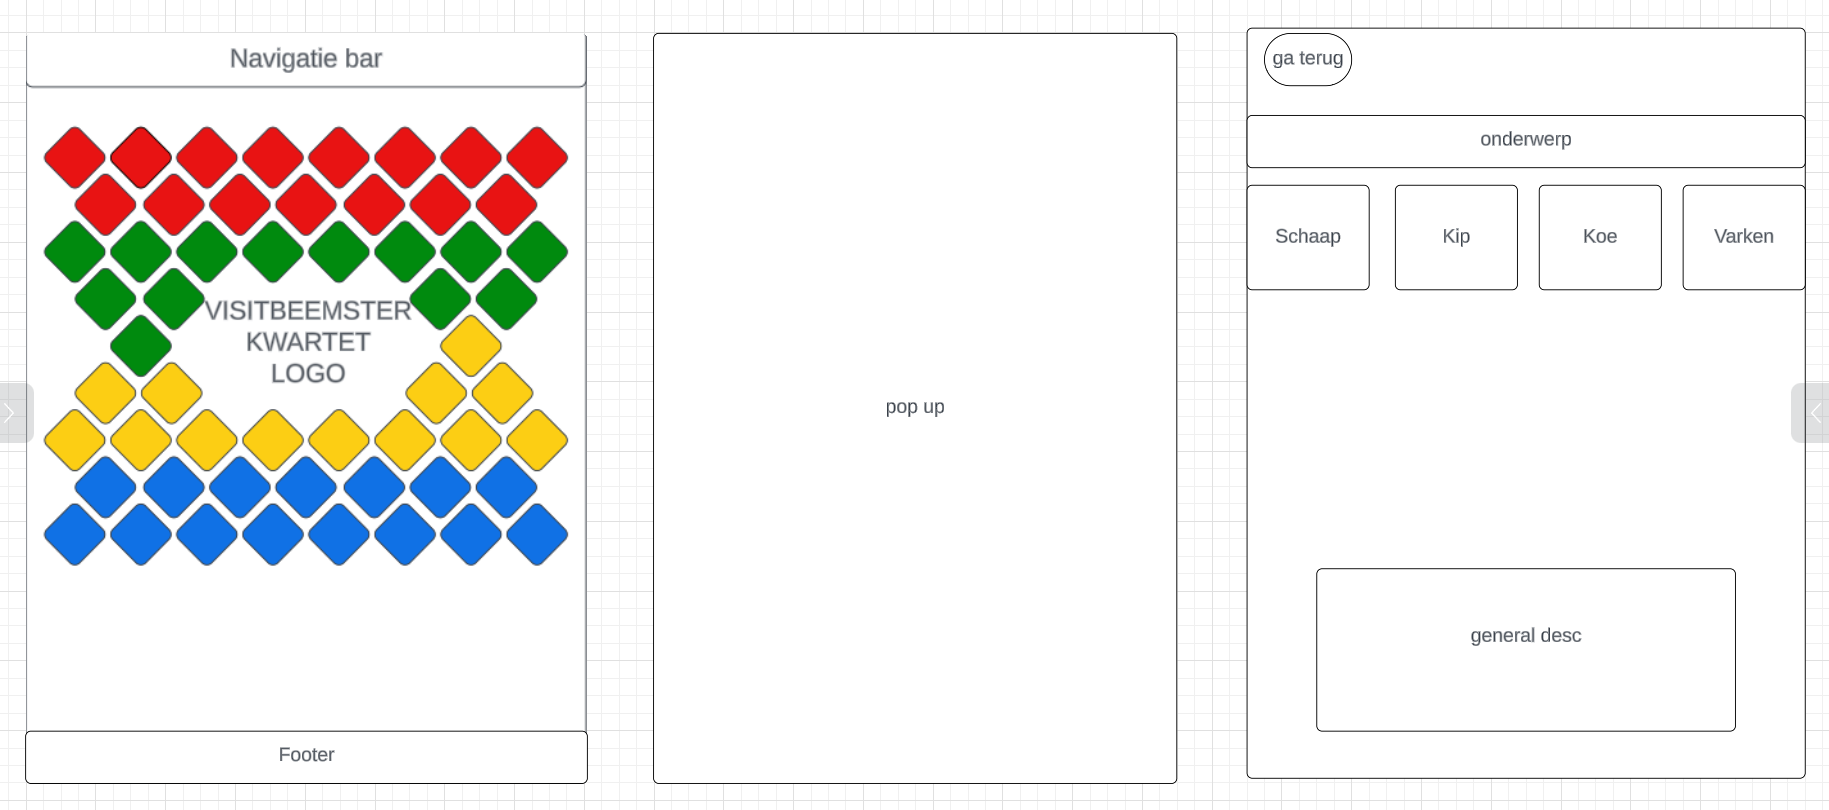 Navigatie bar
VISITBEEMSTER
KWARTET
LOGO
Footer
pop up
ga terug
onderwerp
Schaap
Kip
Koe
Varken
general desc